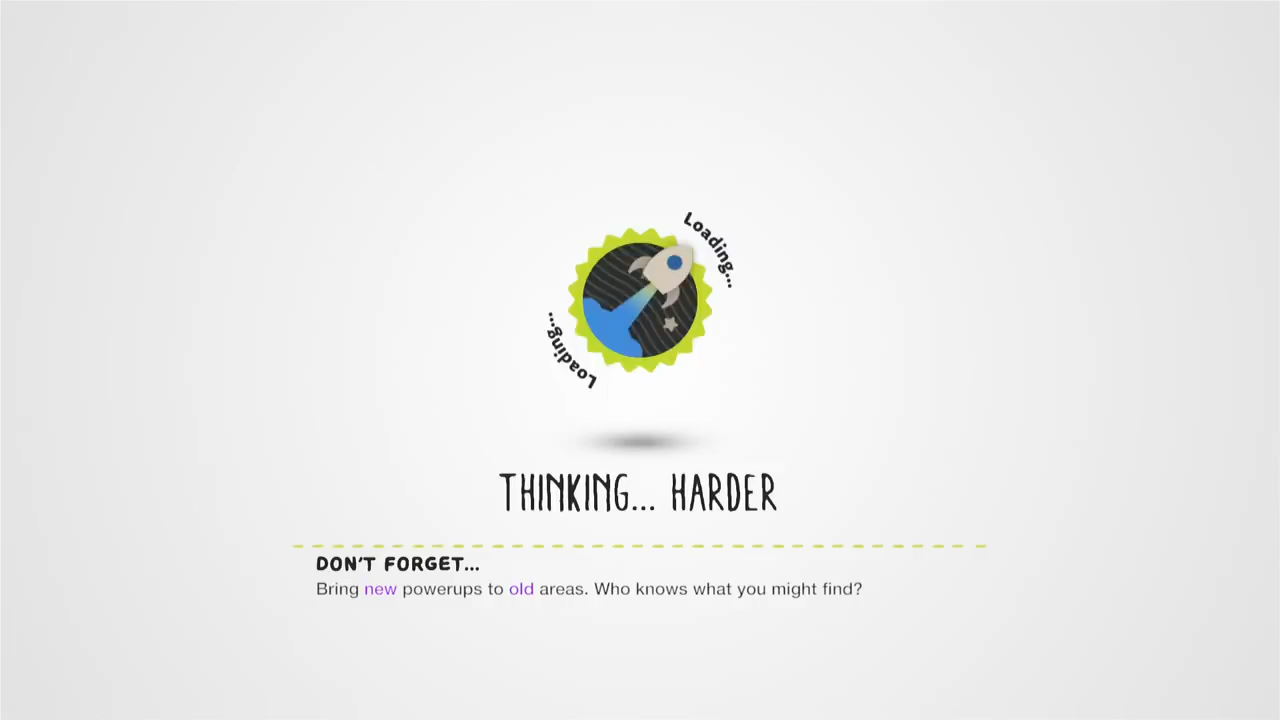 Loading...
Loading...
THINKING... HARDER
DON'T FORGET...
Bring new powerups to old areas. Who knows what you might find?